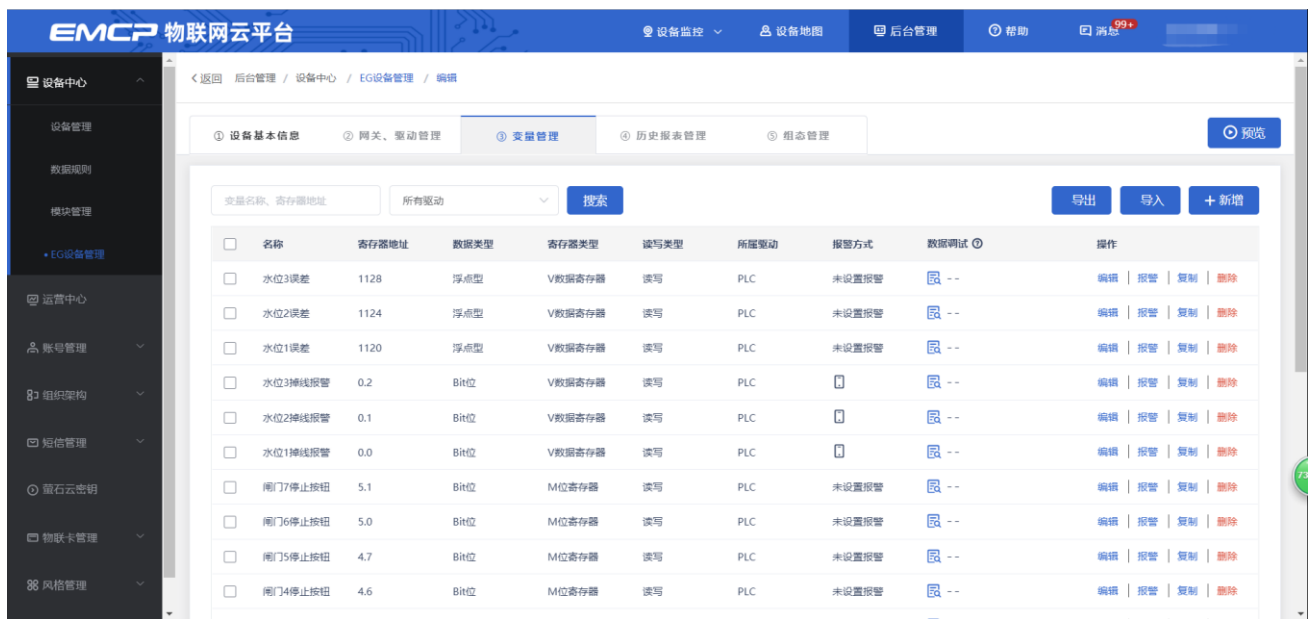 EMCP 物联网云平台 设备监控 设备地图 后台管理 帮助 消息 99+
设备中心
设备管理
数据规则
模块管理
• EG设备管理
运营中心
账号管理
组织架构
短信管理
萤石云密钥
物联卡管理
风格管理
返回 后台管理 / 设备中心 / EG设备管理 / 编辑
① 设备基本信息 ② 网关、驱动管理 ③ 变量管理 ④ 历史报表管理 ⑤ 组态管理 预览
变量名称、寄存器地址 所有驱动 搜索 导出 导入 + 新增
名称 寄存器地址 数据类型 寄存器类型 读写类型 所属驱动 报警方式 数据调试 操作
水位3误差 1128 浮点型 V数据寄存器 读写 PLC 未设置报警 -- 编辑 | 报警 | 复制 | 删除
水位2误差 1124 浮点型 V数据寄存器 读写 PLC 未设置报警 -- 编辑 | 报警 | 复制 | 删除
水位1误差 1120 浮点型 V数据寄存器 读写 PLC 未设置报警 -- 编辑 | 报警 | 复制 | 删除
水位3掉线报警 0.2 Bit位 V数据寄存器 读写 PLC -- 编辑 | 报警 | 复制 | 删除
水位2掉线报警 0.1 Bit位 V数据寄存器 读写 PLC -- 编辑 | 报警 | 复制 | 删除
水位1掉线报警 0.0 Bit位 V数据寄存器 读写 PLC -- 编辑 | 报警 | 复制 | 删除
闸门7停止按钮 5.1 Bit位 M位寄存器 读写 PLC 未设置报警 -- 编辑 | 报警 | 复制 | 删除
闸门6停止按钮 5.0 Bit位 M位寄存器 读写 PLC 未设置报警 -- 编辑 | 报警 | 复制 | 删除
闸门5停止按钮 4.7 Bit位 M位寄存器 读写 PLC 未设置报警 -- 编辑 | 报警 | 复制 | 删除
闸门4停止按钮 4.6 Bit位 M位寄存器 读写 PLC 未设置报警 -- 编辑 | 报警 | 复制 | 删除